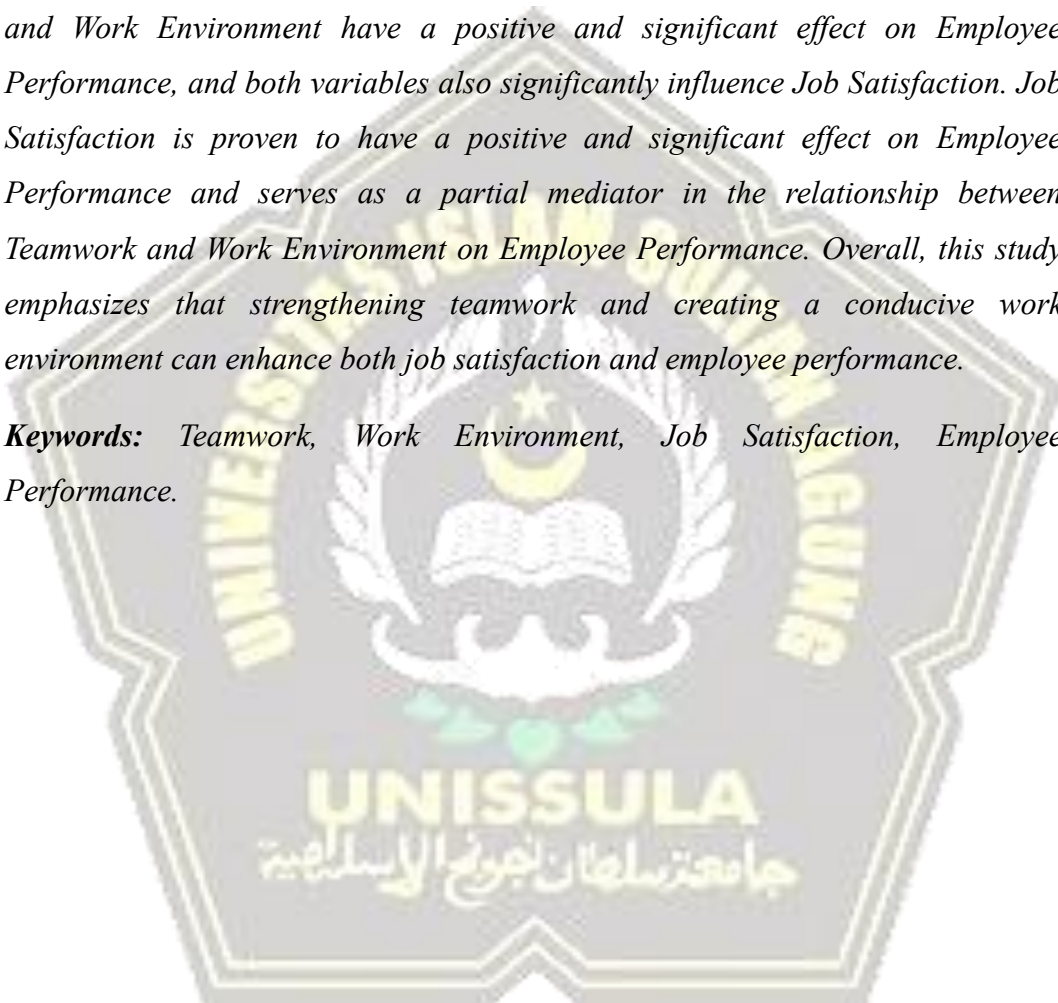 and Work Environment have a positive and significant effect on Employee
Performance, and both variables also significantly influence Job Satisfaction. Job
Satisfaction is proven to have a positive and significant effect on Employee
Performance and serves as a partial mediator in the relationship between
Teamwork and Work Environment on Employee Performance. Overall, this study
emphasizes that strengthening teamwork and creating a conducive work
environment can enhance both job satisfaction and employee performance.
Keywords: Teamwork, Work Environment, Job Satisfaction, Employee
Performance.
UNIVERSITAS ISLAM SULTAN AGUNG
UNISSULA
جامعة سلطان أجونج الإسلامية